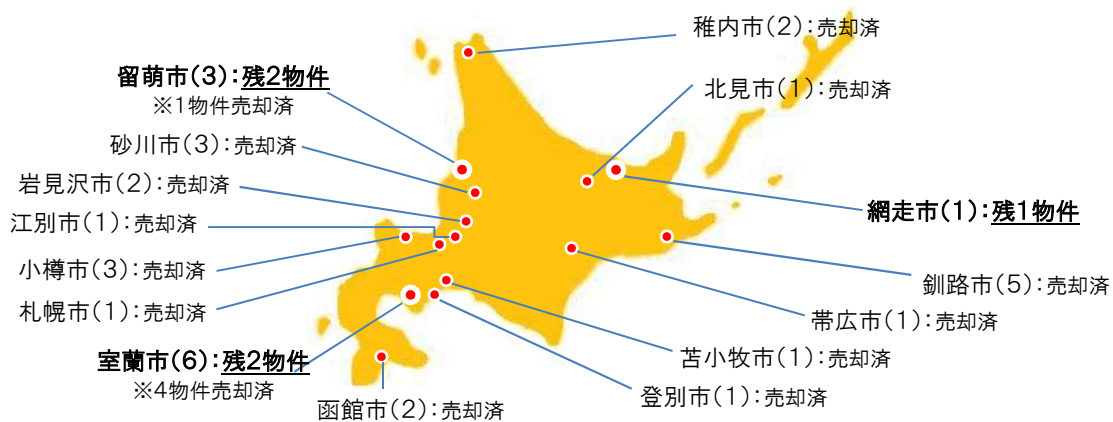 稚内市(2):売却済
留萌市(3):残2物件
※1物件売却済
北見市(1):売却済
砂川市(3):売却済
岩見沢市(2):売却済
網走市(1):残1物件
江別市(1):売却済
小樽市(3):売却済
釧路市(5):売却済
札幌市(1):売却済
帯広市(1):売却済
室蘭市(6):残2物件
※4物件売却済
苫小牧市(1):売却済
登別市(1):売却済
函館市(2):売却済